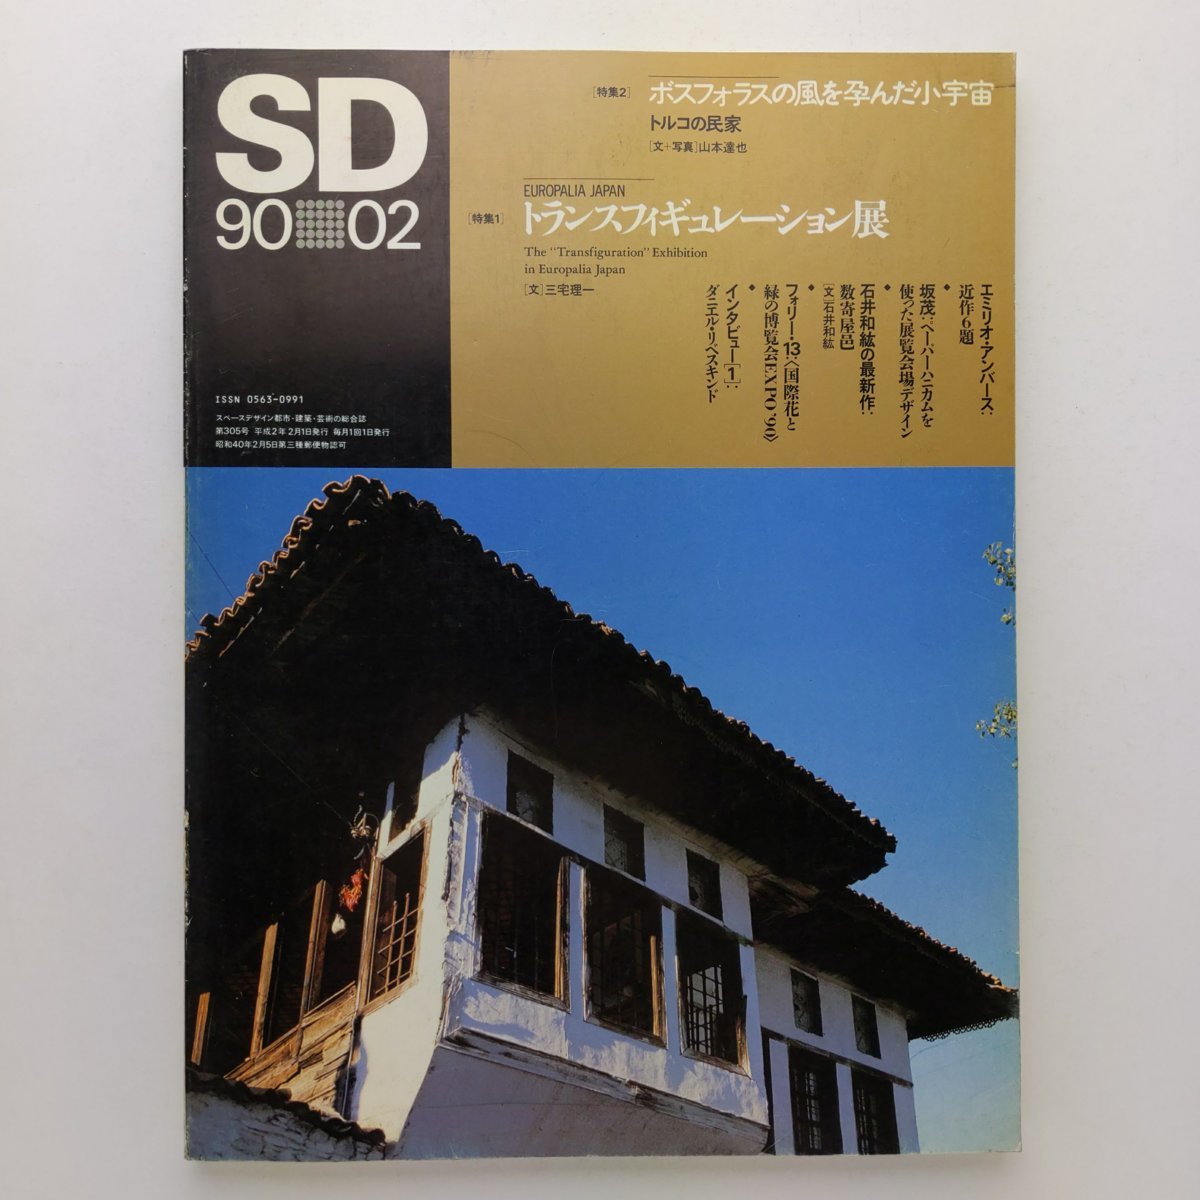 SD
90 02
ISSN 0563-0991
スペースデザイン都市・建築・芸術の総合誌
第305号 平成2年2月1日発行 毎月1回1日発行
昭和40年2月5日第三種郵便物認可
[特集2] ボスフォラスの風を孕んだ小宇宙
トルコの民家
[文+写真]山本達也
EUROPALIA JAPAN
[特集1] トランスフィギュレーション展
The “Transfiguration” Exhibition
in Europalia Japan
[文]三宅理一
エミリオ・アンバース:
近作6題
◆
坂茂:ペーパーハニカムを
使った展覧会場デザイン
◆
石井和紘の最新作:
数寄屋邑
[文]石井和紘
◆
フォリー・13:〈国際花と
緑の博覧会EXPO'90〉
◆
インタビュー[1]:
ダニエル・リベスキンド